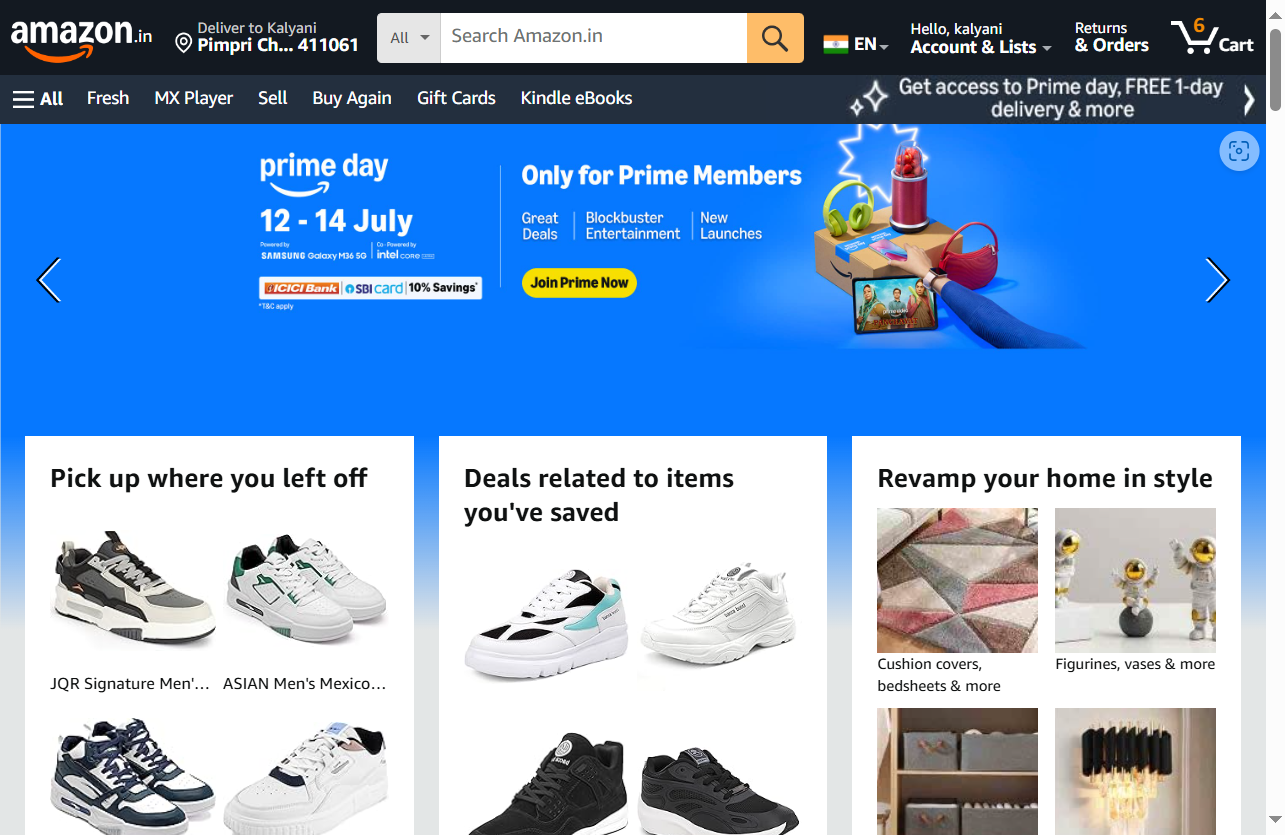 amazon.in
Deliver to Kalyani
Pimpri Ch... 411061
All
Search Amazon.in
EN
Hello, kalyani
Account & Lists
Returns
& Orders
6
Cart
All
Fresh
MX Player
Sell
Buy Again
Gift Cards
Kindle eBooks
Get access to Prime day, FREE 1-day
delivery & more
prime day
12 - 14 July
Powered by
SAMSUNG Galaxy M36 5G
Co - Powered by
intel core
ICICI Bank
SBI card
10% Savings*
*T&C apply
Only for Prime Members
Great
Deals
Blockbuster
Entertainment
New
Launches
Join Prime Now
Pick up where you left off
JQR Signature Men'...
ASIAN Men's Mexico...
Deals related to items
you've saved
Revamp your home in style
Cushion covers,
bedsheets & more
Figurines, vases & more